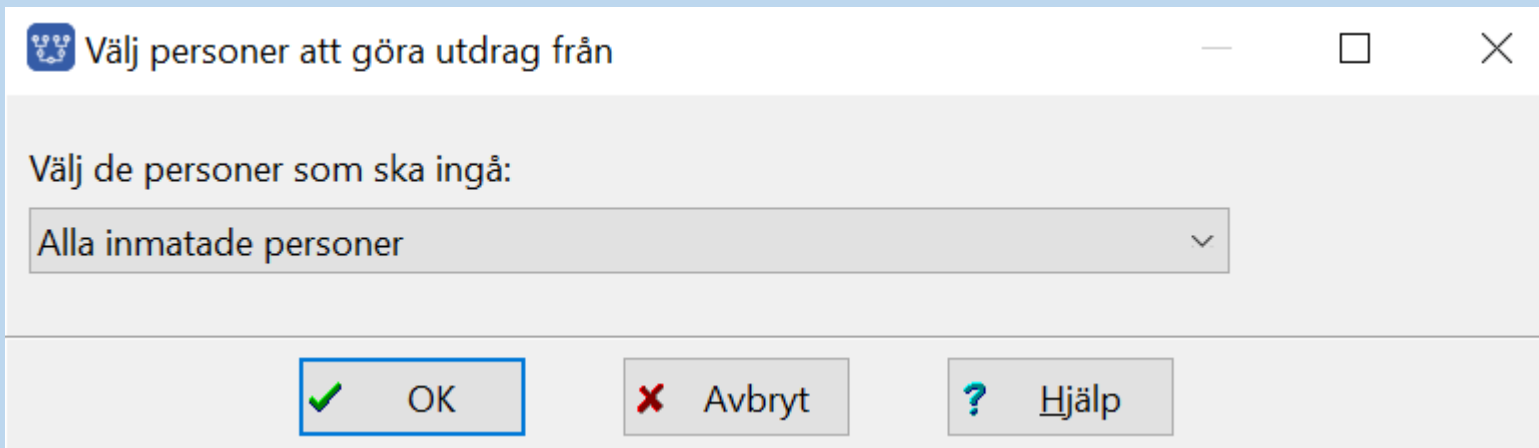 Välj personer att göra utdrag från
Välj de personer som ska ingå:
Alla inmatade personer
OK Avbryt ? Hjälp